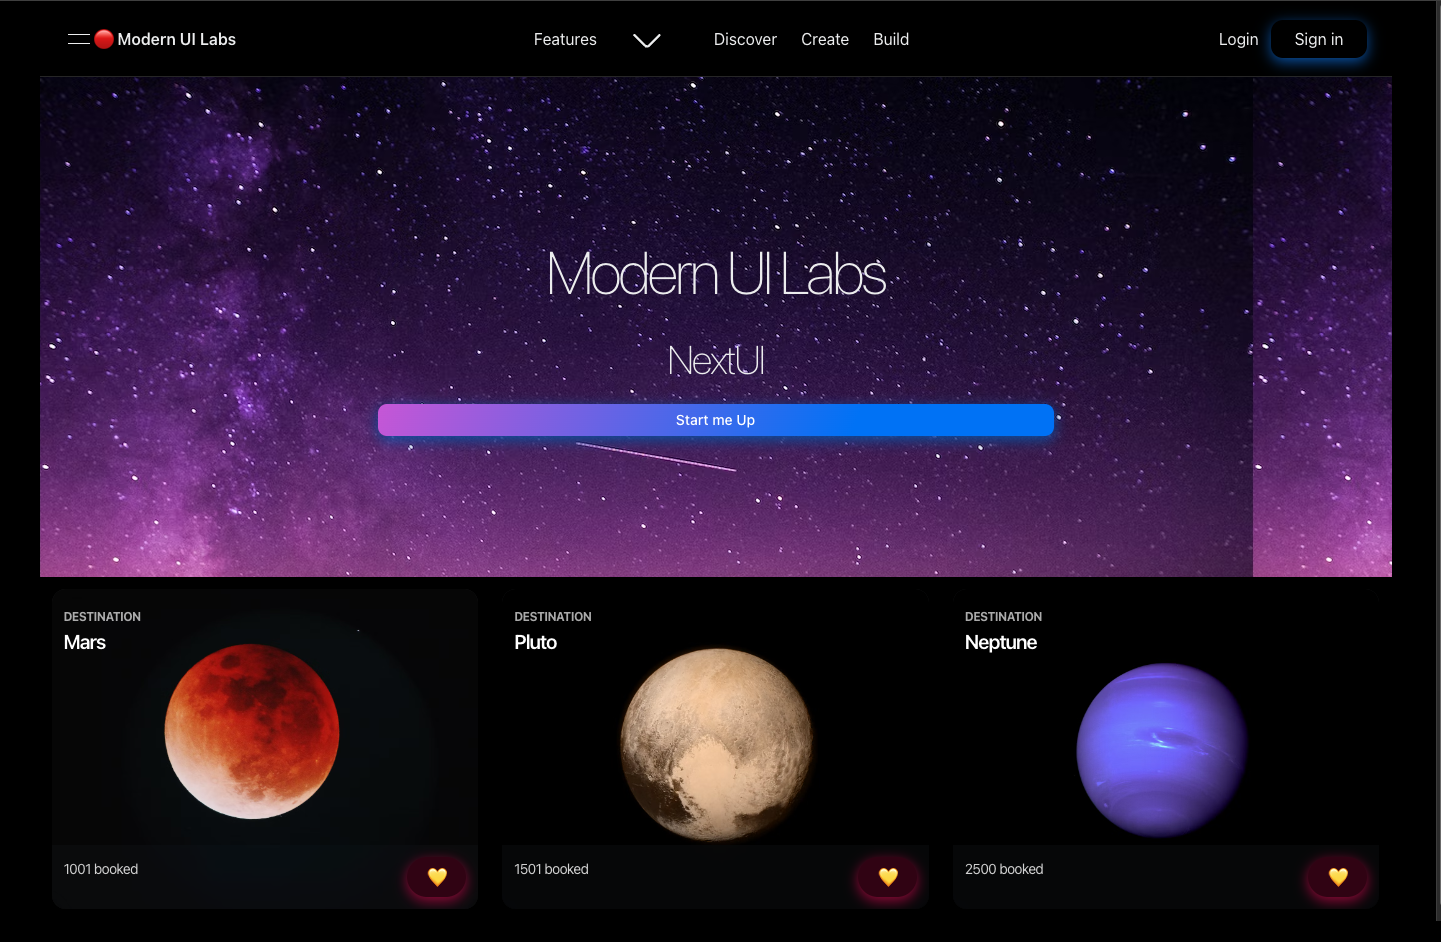 Modern UI Labs
Features
Discover
Create
Build
Login
Sign in
Modern UI Labs
NextUI
Start me Up
DESTINATION
Mars
1001 booked
DESTINATION
Pluto
1501 booked
DESTINATION
Neptune
2500 booked